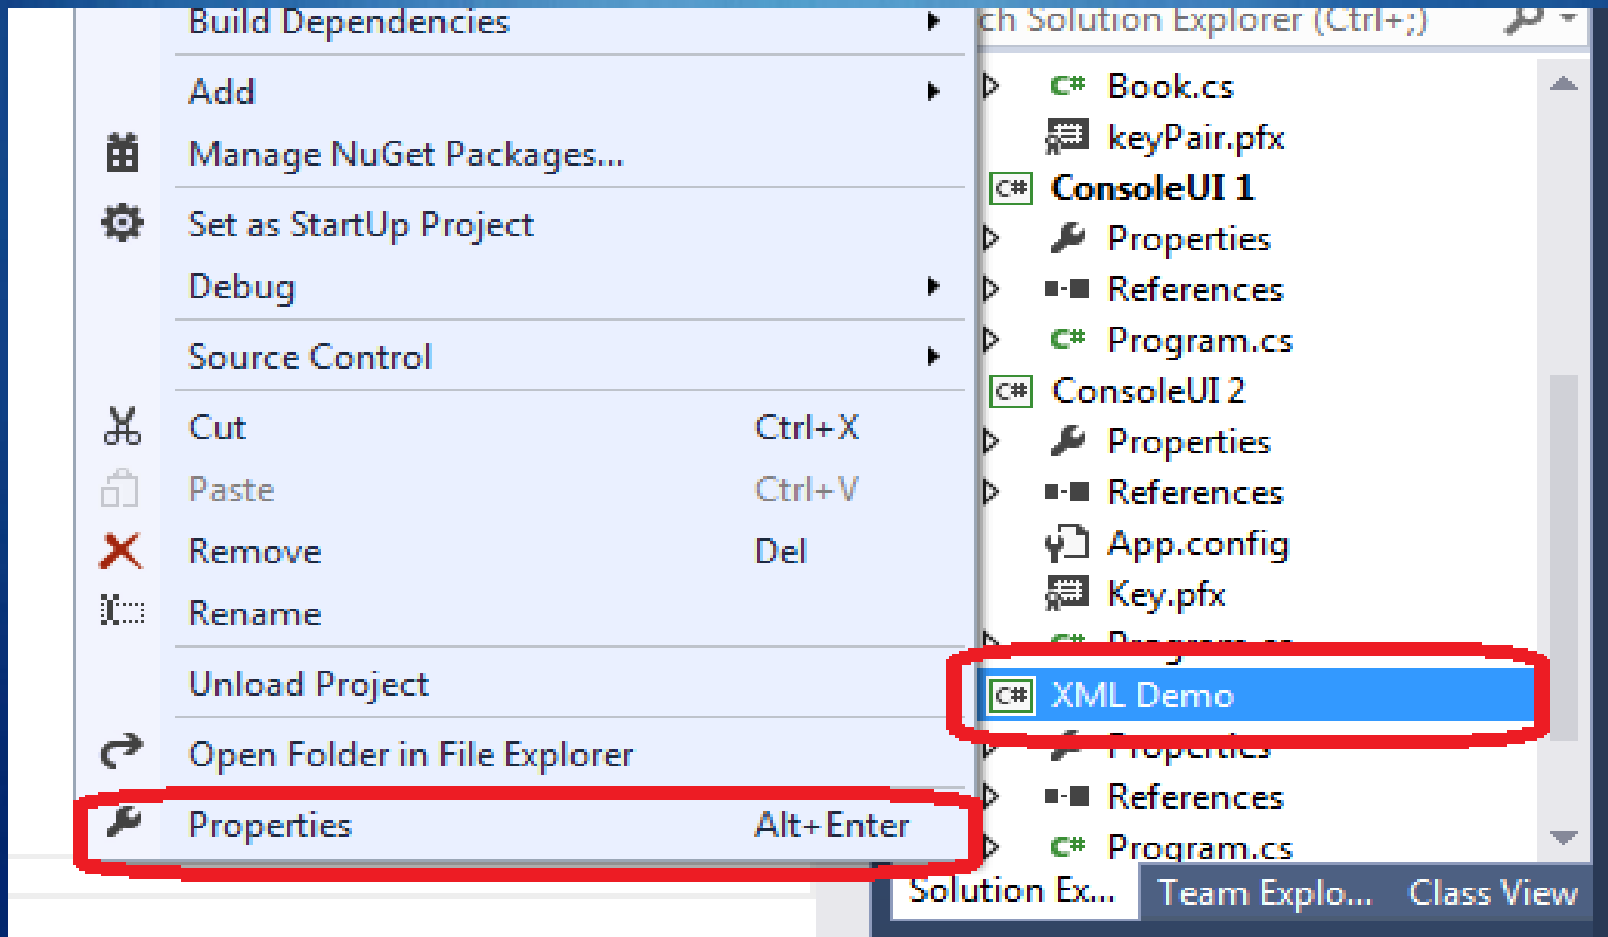 Build Dependencies
Add
Manage NuGet Packages...
Set as StartUp Project
Debug
Source Control
Cut Ctrl+X
Paste Ctrl+V
Remove Del
Rename
Unload Project
Open Folder in File Explorer
Properties Alt+Enter
ch Solution Explorer (Ctrl+;)
C# Book.cs
keyPair.pfx
C# ConsoleUI 1
Properties
References
C# Program.cs
C# ConsoleUI 2
Properties
References
App.config
Key.pfx
C# Program.cs
C# XML Demo
Properties
References
C# Program.cs
Solution Ex... Team Explo... Class View